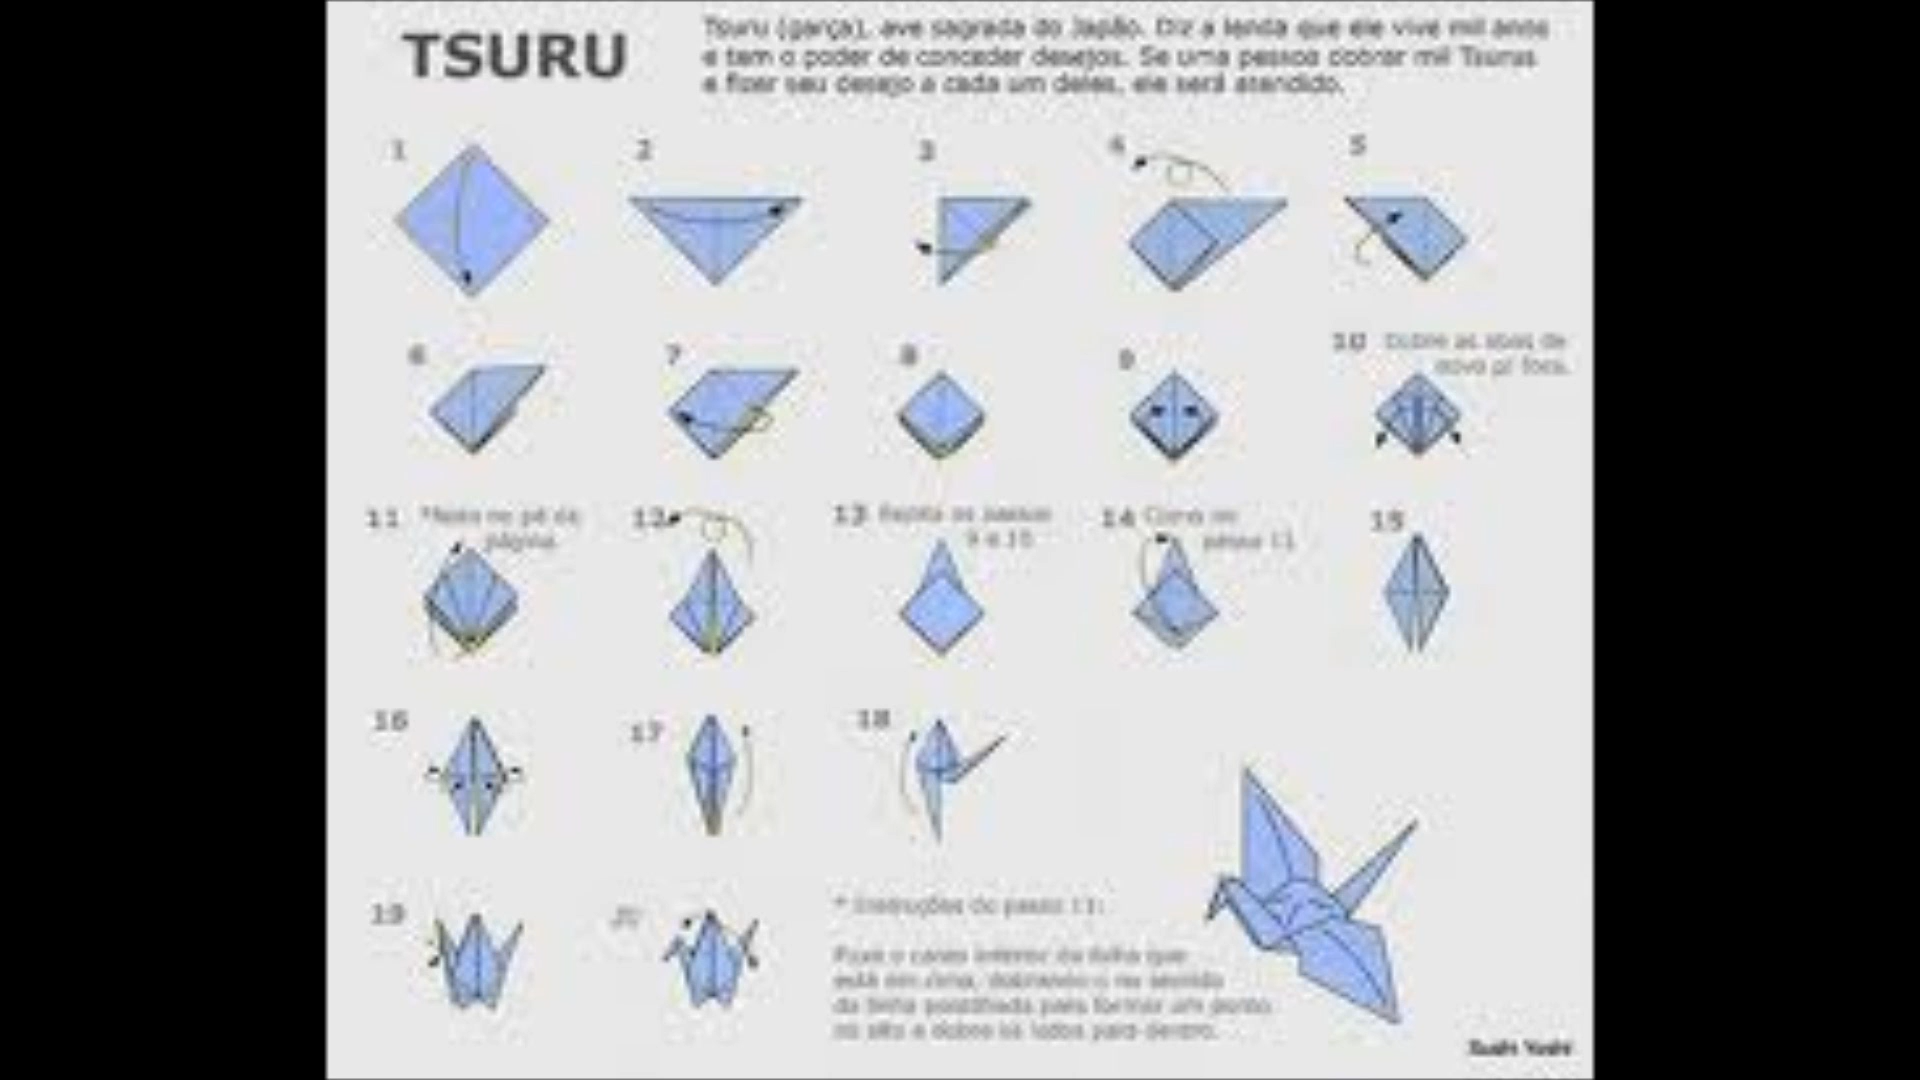 TSURU
Tsuru (garça), ave sagrada do Japão. Diz a lenda que ele vive mil anos
e tem o poder de conceder desejos. Se uma pessoa dobrar mil Tsurus
e fizer seu desejo a cada um deles, ele será atendido.
1
2
3
4
5
6
7
8
9
10 Dobre as abas de
novo p/ fora.
11 *Nota no pé da
página
12
13 Repita os passos
9 e 10
14 Como no
passo 11
15
16
17
18
19
20
* Instruções do passo 11:
Puxe o canto inferior da folha que
está em cima, dobrando-o no sentido
da linha pontilhada para formar um ponto
no alto e dobre os lados para dentro.
Sushi Yoshi